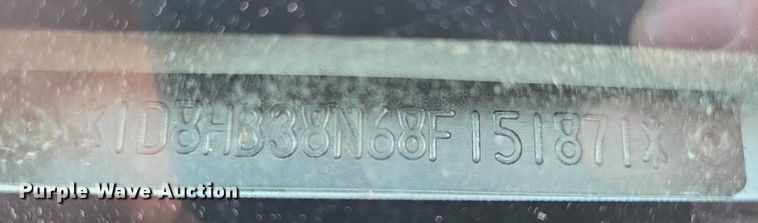 *1D8HB38N68F151871*
Purple Wave Auction